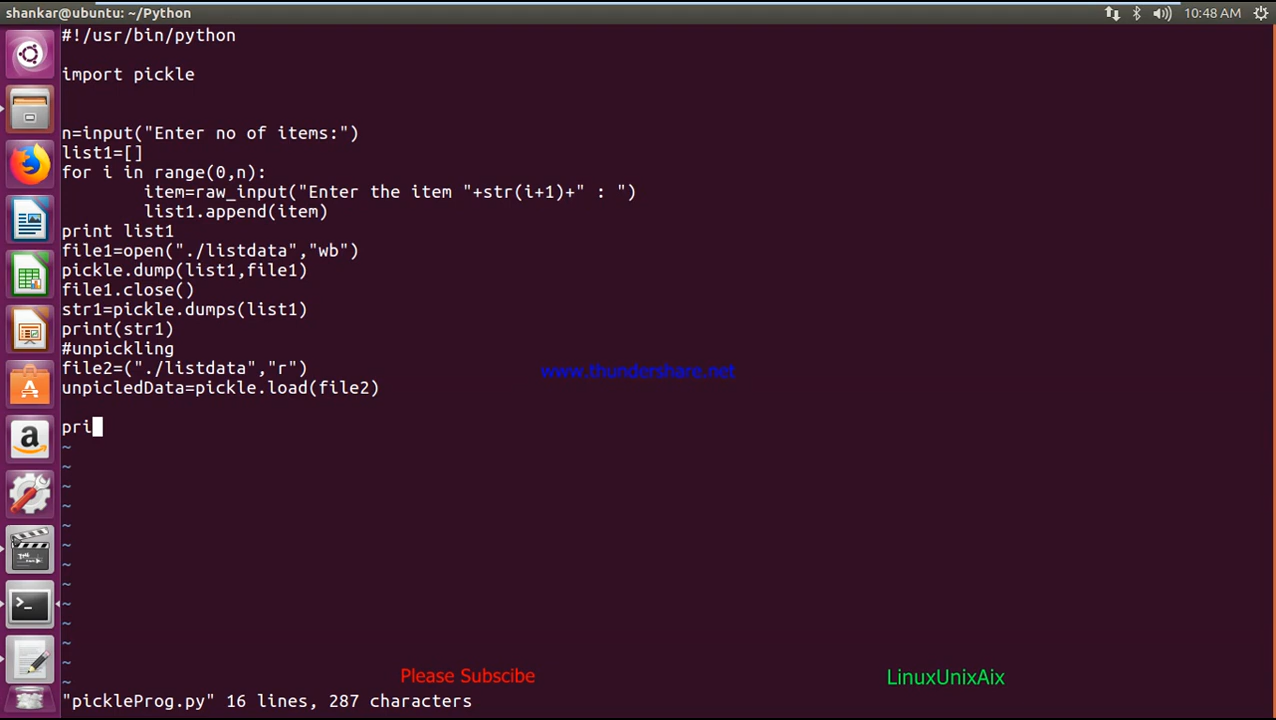 shankar@ubuntu: ~/Python
10:48 AM
#!/usr/bin/python
import pickle
n=input("Enter no of items:")
list1=[]
for i in range(0,n):
item=raw_input("Enter the item "+str(i+1)+" : ")
list1.append(item)
print list1
file1=open("./listdata","wb")
pickle.dump(list1,file1)
file1.close()
str1=pickle.dumps(list1)
print(str1)
#unpickling
file2=("./listdata","r")
www.thundershare.net
unpicledData=pickle.load(file2)
pri
~
~
~
~
~
~
~
~
~
~
~
~
~
Please Subscibe
LinuxUnixAix
"pickleProg.py" 16 lines, 287 characters